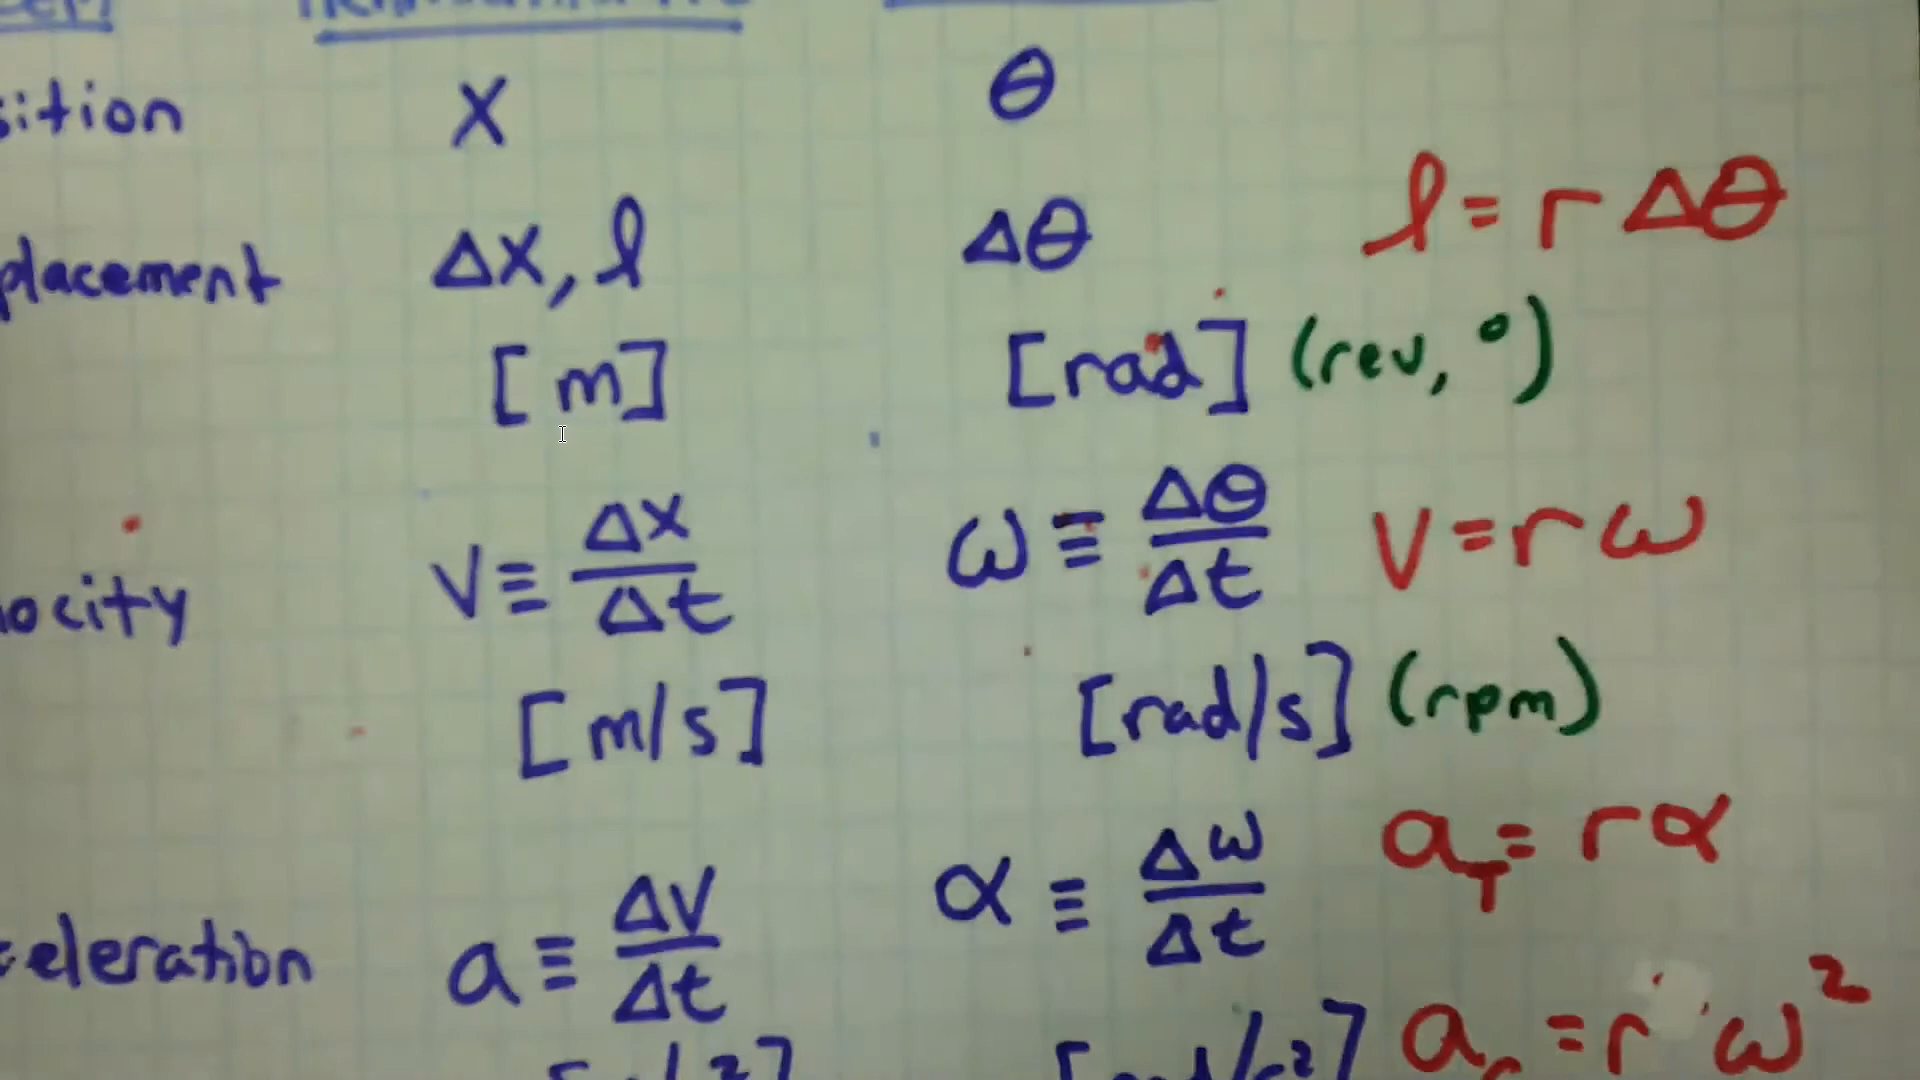 sition X θ
placement Δx, l Δθ l = r Δθ
[m] [rad] (rev, °)
ocity v ≡ Δx/Δt ω ≡ Δθ/Δt v = r ω
[m/s] [rad/s] (rpm)
celeration a ≡ Δv/Δt α ≡ Δω/Δt a_T = r α
a = r ω²